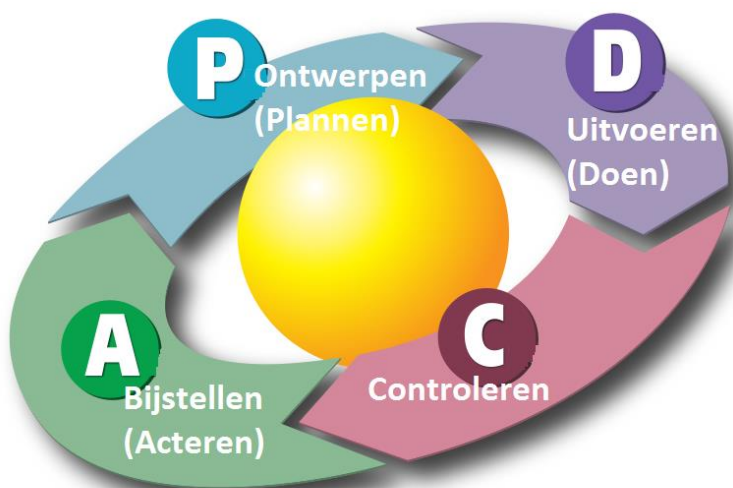 P
Ontwerpen
(Plannen)
D
Uitvoeren
(Doen)
C
Controleren
A
Bijstellen
(Acteren)